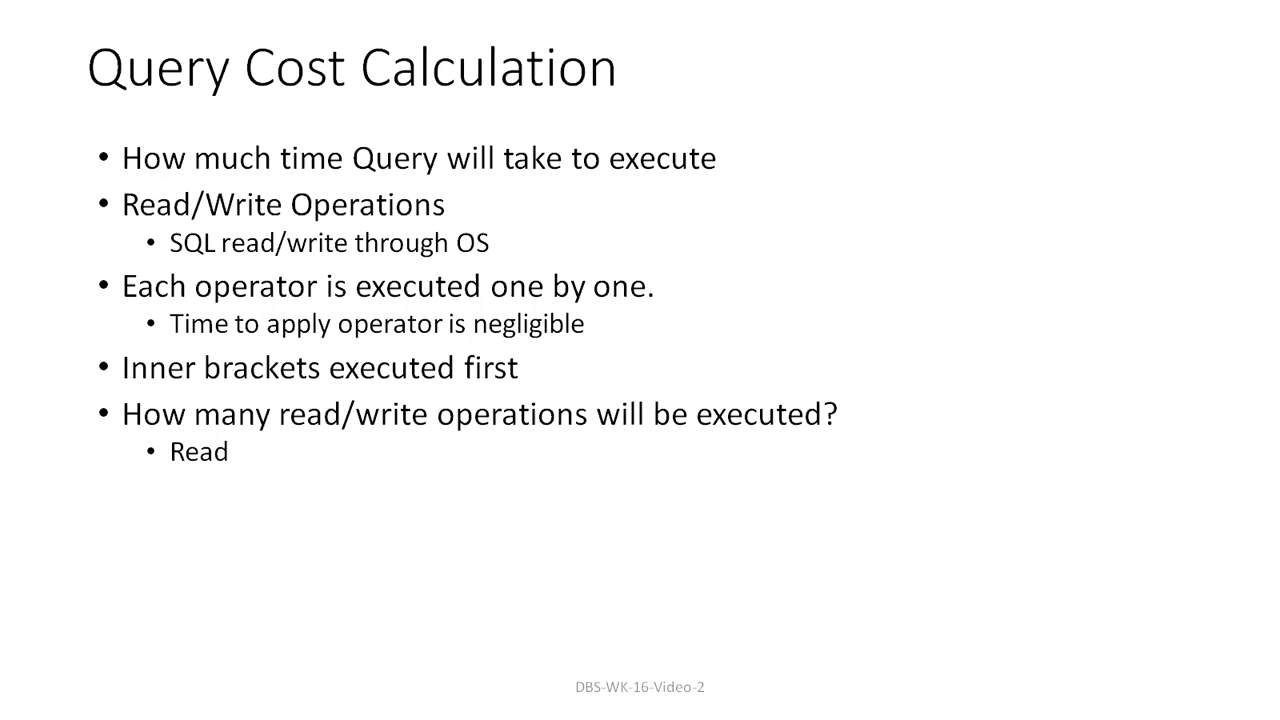 Query Cost Calculation
• How much time Query will take to execute
• Read/Write Operations
• SQL read/write through OS
• Each operator is executed one by one.
• Time to apply operator is negligible
• Inner brackets executed first
• How many read/write operations will be executed?
• Read
DBS-WK-16-Video-2